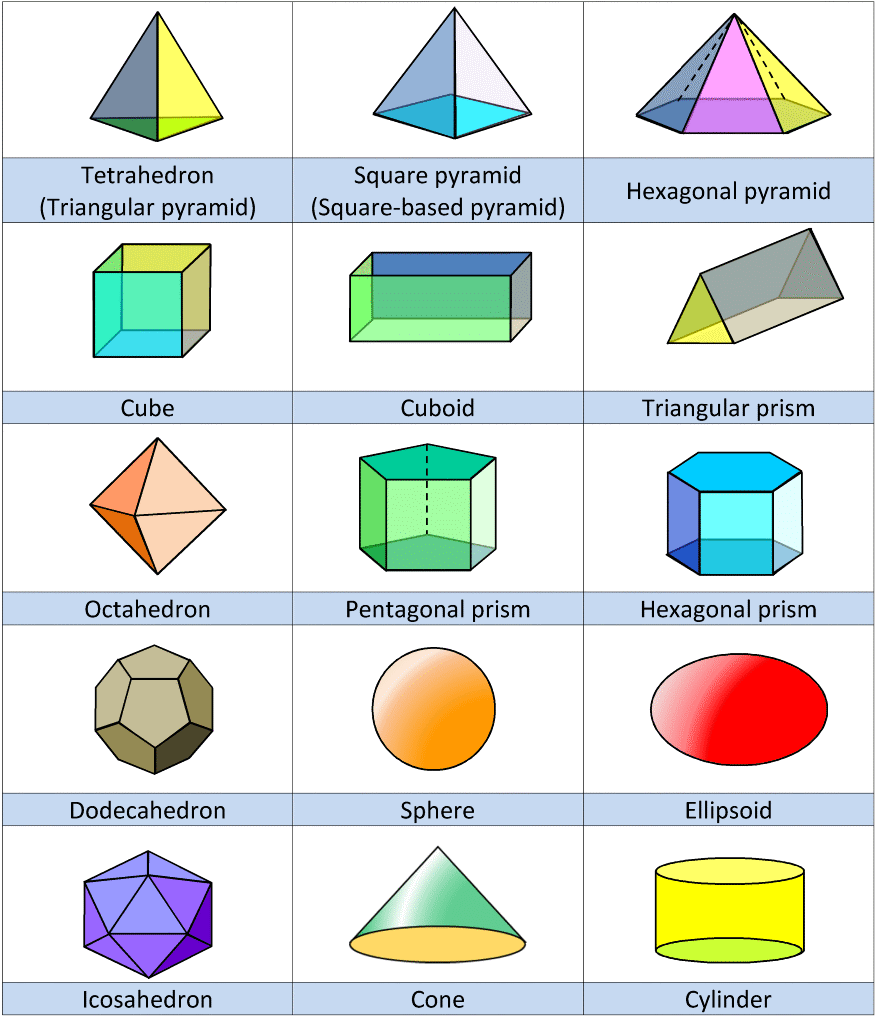 Tetrahedron
(Triangular pyramid)
Square pyramid
(Square-based pyramid)
Hexagonal pyramid
Cube
Cuboid
Triangular prism
Octahedron
Pentagonal prism
Hexagonal prism
Dodecahedron
Sphere
Ellipsoid
Icosahedron
Cone
Cylinder